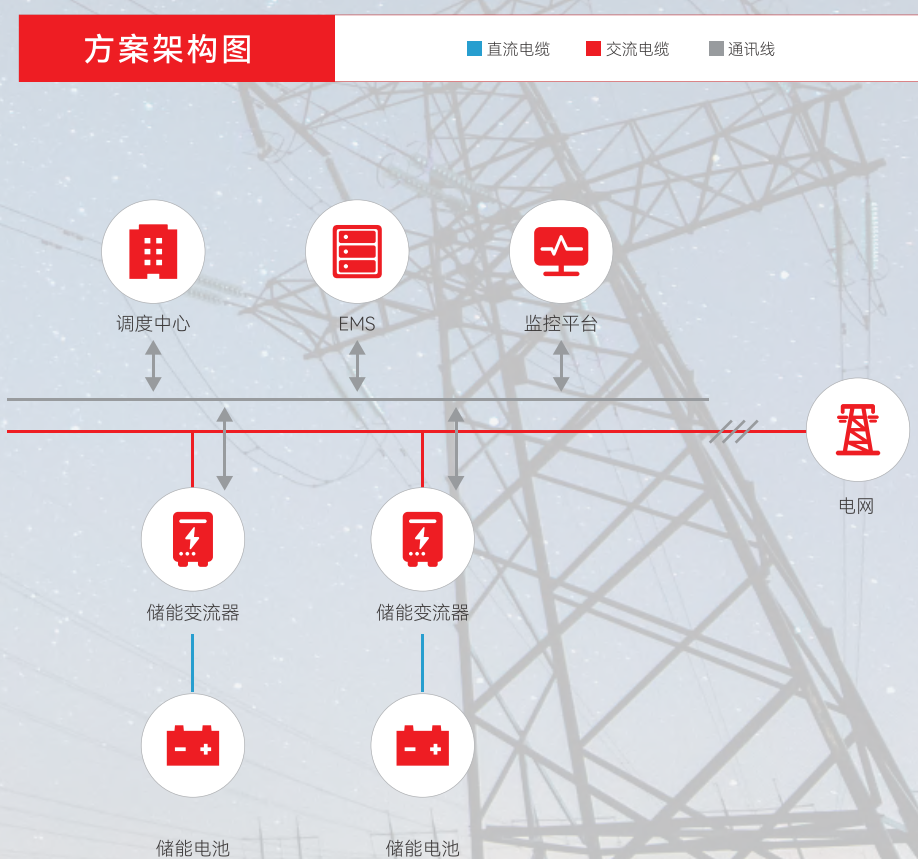 方案架构图
直流电缆 交流电缆 通讯线
调度中心 EMS 监控平台
电网
储能变流器 储能变流器
储能电池 储能电池